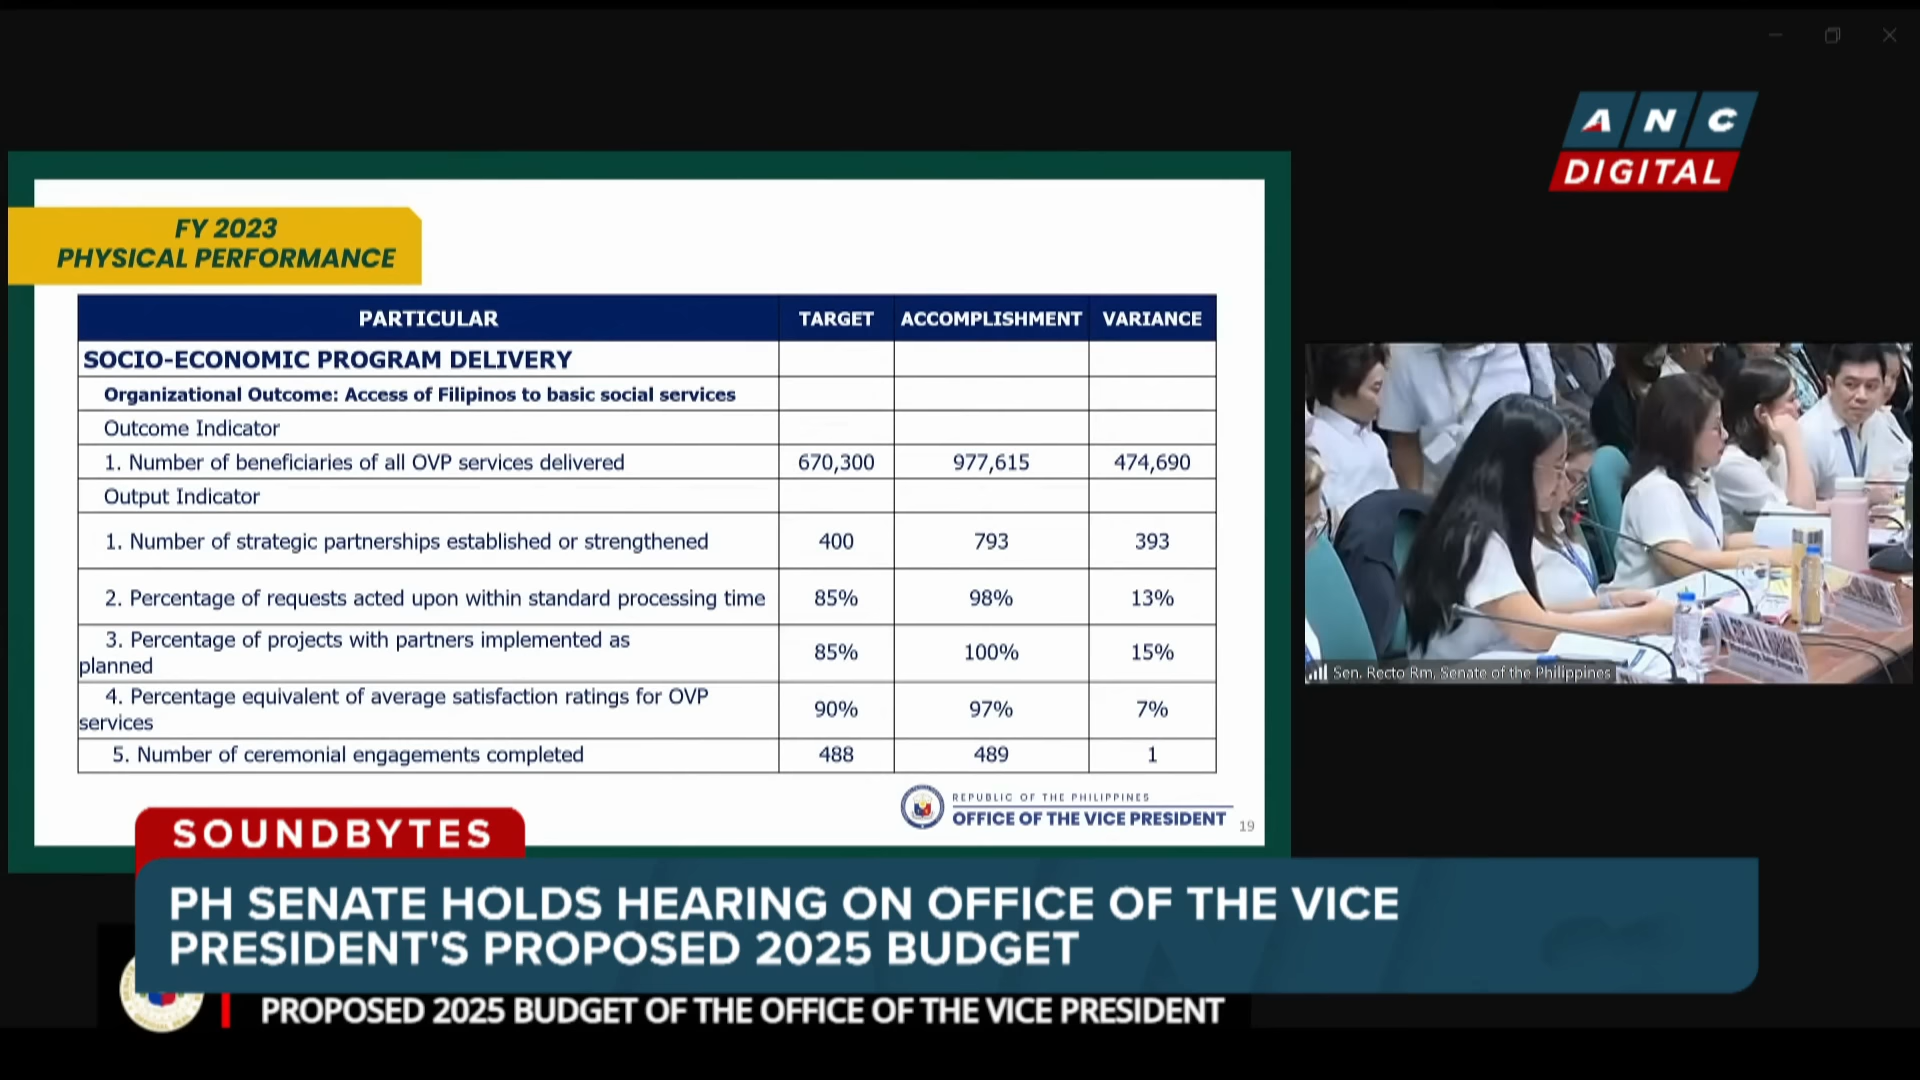 A N C
DIGITAL
FY 2023
PHYSICAL PERFORMANCE
PARTICULAR TARGET ACCOMPLISHMENT VARIANCE
SOCIO-ECONOMIC PROGRAM DELIVERY
Organizational Outcome: Access of Filipinos to basic social services
Outcome Indicator
1. Number of beneficiaries of all OVP services delivered 670,300 977,615 474,690
Output Indicator
1. Number of strategic partnerships established or strengthened 400 793 393
2. Percentage of requests acted upon within standard processing time 85% 98% 13%
3. Percentage of projects with partners implemented as
planned 85% 100% 15%
4. Percentage equivalent of average satisfaction ratings for OVP
services 90% 97% 7%
5. Number of ceremonial engagements completed 488 489 1
REPUBLIC OF THE PHILIPPINES
OFFICE OF THE VICE PRESIDENT
19
Sen. Recto Rm, Senate of the Philippines
SOUNDBYTES
PH SENATE HOLDS HEARING ON OFFICE OF THE VICE
PRESIDENT'S PROPOSED 2025 BUDGET
PROPOSED 2025 BUDGET OF THE OFFICE OF THE VICE PRESIDENT